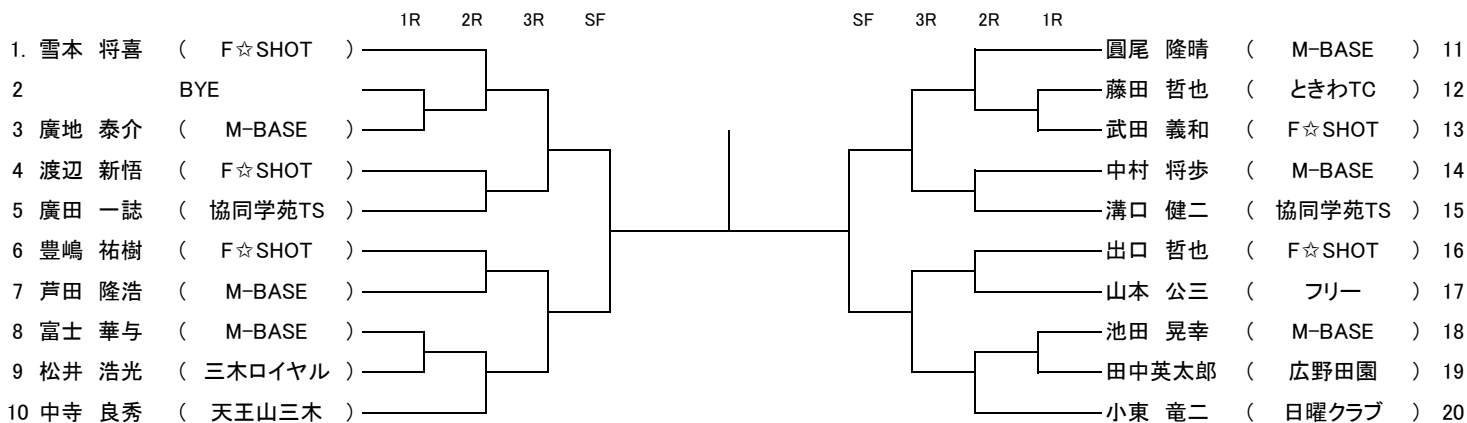 1R 2R 3R SF SF 3R 2R 1R
1. 雪本 将喜 ( F☆SHOT ) 圓尾 隆晴 ( M-BASE ) 11
2 BYE 藤田 哲也 ( ときわTC ) 12
3 廣地 泰介 ( M-BASE ) 武田 義和 ( F☆SHOT ) 13
4 渡辺 新悟 ( F☆SHOT ) 中村 将歩 ( M-BASE ) 14
5 廣田 一誌 ( 協同学苑TS ) 溝口 健二 ( 協同学苑TS ) 15
6 豊嶋 祐樹 ( F☆SHOT ) 出口 哲也 ( F☆SHOT ) 16
7 芦田 隆浩 ( M-BASE ) 山本 公三 ( フリー ) 17
8 富士 華与 ( M-BASE ) 池田 晃幸 ( M-BASE ) 18
9 松井 浩光 ( 三木ロイヤル ) 田中英太郎 ( 広野田園 ) 19
10 中寺 良秀 ( 天王山三木 ) 小東 竜二 ( 日曜クラブ ) 20